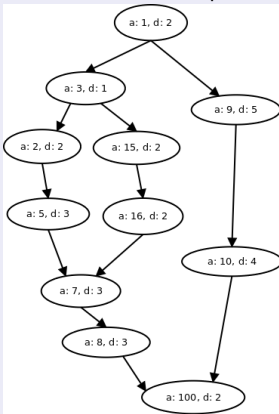 a: 1, d: 2
a: 3, d: 1
a: 9, d: 5
a: 2, d: 2
a: 15, d: 2
a: 5, d: 3
a: 16, d: 2
a: 10, d: 4
a: 7, d: 3
a: 8, d: 3
a: 100, d: 2